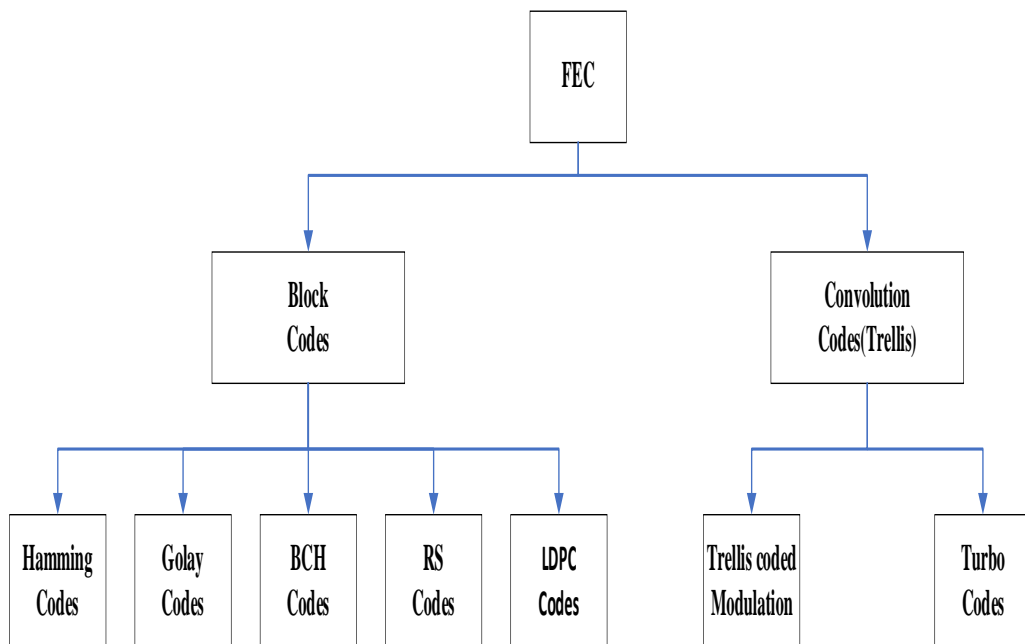 FEC
Block
Codes
Convolution
Codes(Trellis)
Hamming
Codes
Golay
Codes
BCH
Codes
RS
Codes
LDPC
Codes
Trellis coded
Modulation
Turbo
Codes